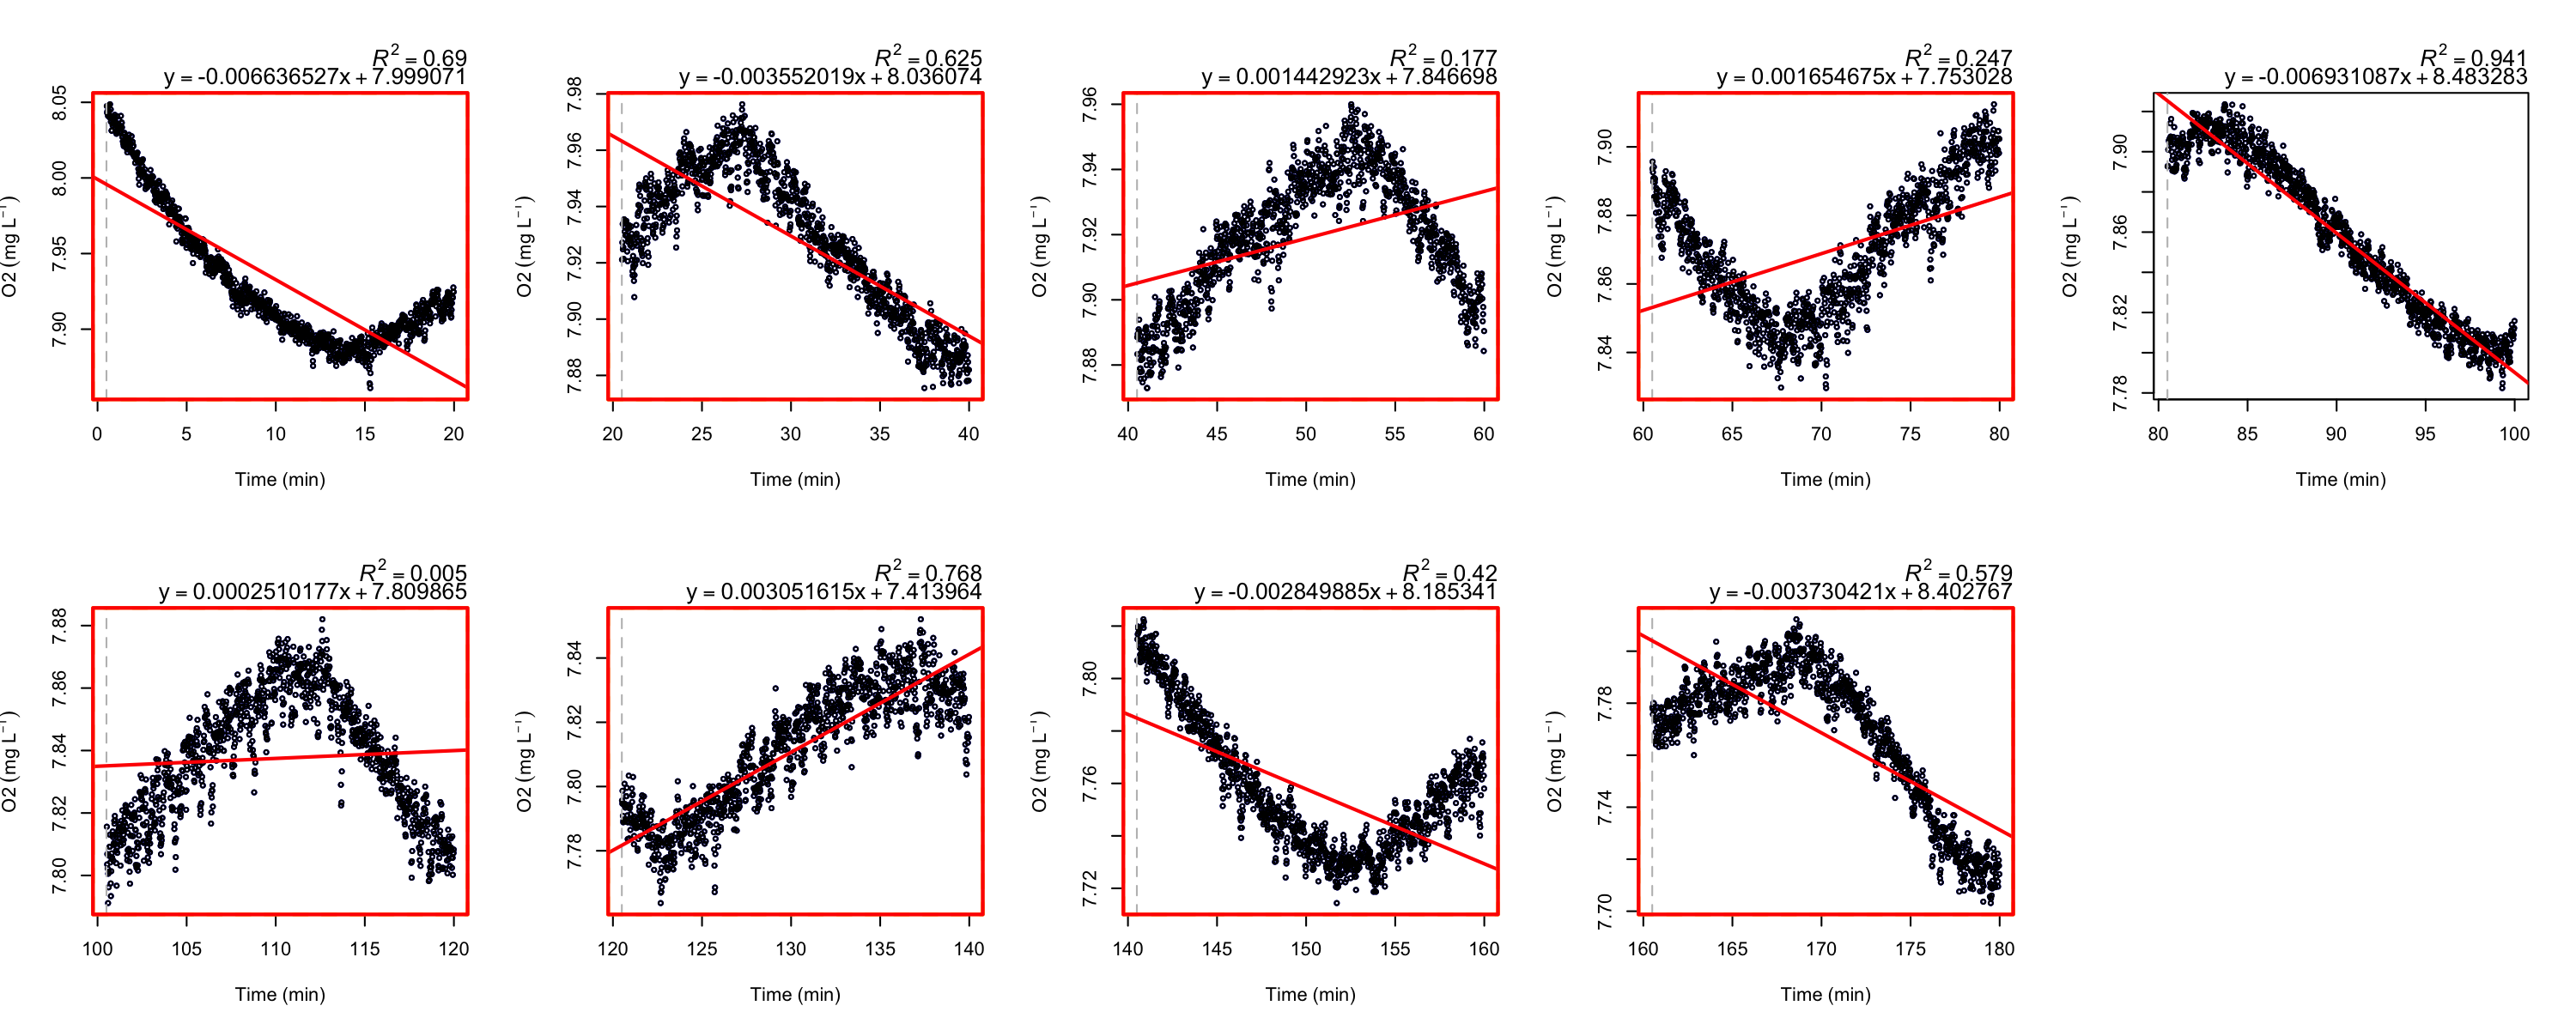 R² = 0.69
y = -0.006636527x + 7.999071
O2 (mg L⁻¹)
8.05
8.00
7.95
7.90
0 5 10 15 20
Time (min)
R² = 0.625
y = -0.003552019x + 8.036074
O2 (mg L⁻¹)
7.98
7.96
7.94
7.92
7.90
7.88
20 25 30 35 40
Time (min)
R² = 0.177
y = 0.001442923x + 7.846698
O2 (mg L⁻¹)
7.96
7.94
7.92
7.90
7.88
40 45 50 55 60
Time (min)
R² = 0.247
y = 0.001654675x + 7.753028
O2 (mg L⁻¹)
7.90
7.88
7.86
7.84
60 65 70 75 80
Time (min)
R² = 0.941
y = -0.006931087x + 8.483283
O2 (mg L⁻¹)
7.90
7.86
7.82
7.78
80 85 90 95 100
Time (min)
R² = 0.005
y = 0.0002510177x + 7.809865
O2 (mg L⁻¹)
7.88
7.86
7.84
7.82
7.80
100 105 110 115 120
Time (min)
R² = 0.768
y = 0.003051615x + 7.413964
O2 (mg L⁻¹)
7.84
7.82
7.80
7.78
120 125 130 135 140
Time (min)
R² = 0.42
y = -0.002849885x + 8.185341
O2 (mg L⁻¹)
7.80
7.76
7.72
140 145 150 155 160
Time (min)
R² = 0.579
y = -0.003730421x + 8.402767
O2 (mg L⁻¹)
7.78
7.74
7.70
160 165 170 175 180
Time (min)